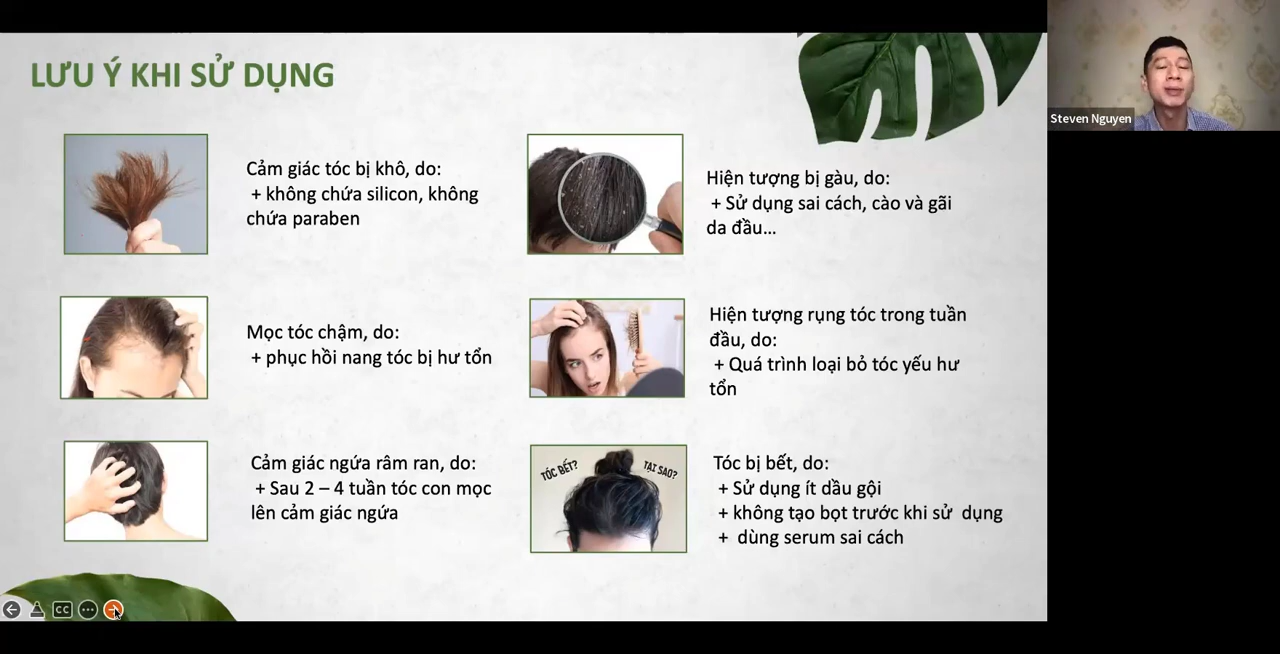 LƯU Ý KHI SỬ DỤNG
Cảm giác tóc bị khô, do:
+ không chứa silicon, không
chứa paraben
Mọc tóc chậm, do:
+ phục hồi nang tóc bị hư tổn
Cảm giác ngứa râm ran, do:
+ Sau 2 – 4 tuần tóc con mọc
lên cảm giác ngứa
Hiện tượng bị gàu, do:
+ Sử dụng sai cách, cào và gãi
da đầu...
Hiện tượng rụng tóc trong tuần
đầu, do:
+ Quá trình loại bỏ tóc yếu hư
tổn
TÓC BẾT?
TẠI SAO?
Tóc bị bết, do:
+ Sử dụng ít dầu gội
+ không tạo bọt trước khi sử dụng
+ dùng serum sai cách
Steven Nguyen
CC